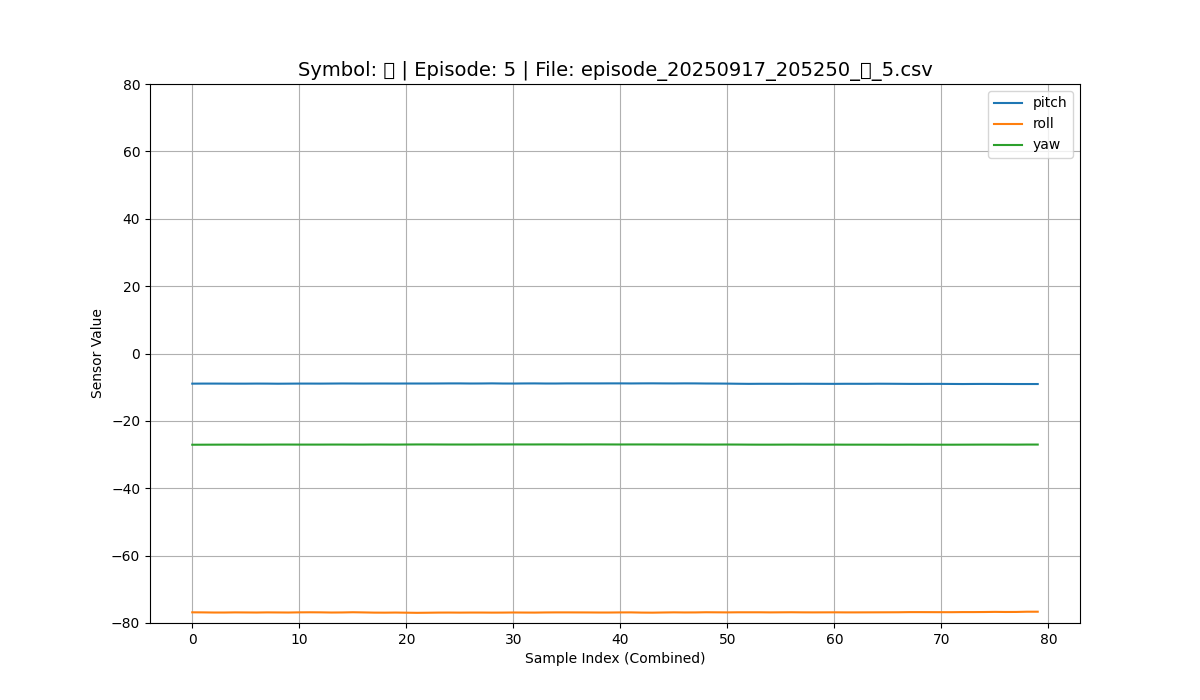 Symbol: | Episode: 5 | File: episode_20250917_205250_ _5.csv
pitch
roll
yaw
Sensor Value
80
60
40
20
0
−20
−40
−60
−80
0 10 20 30 40 50 60 70 80
Sample Index (Combined)